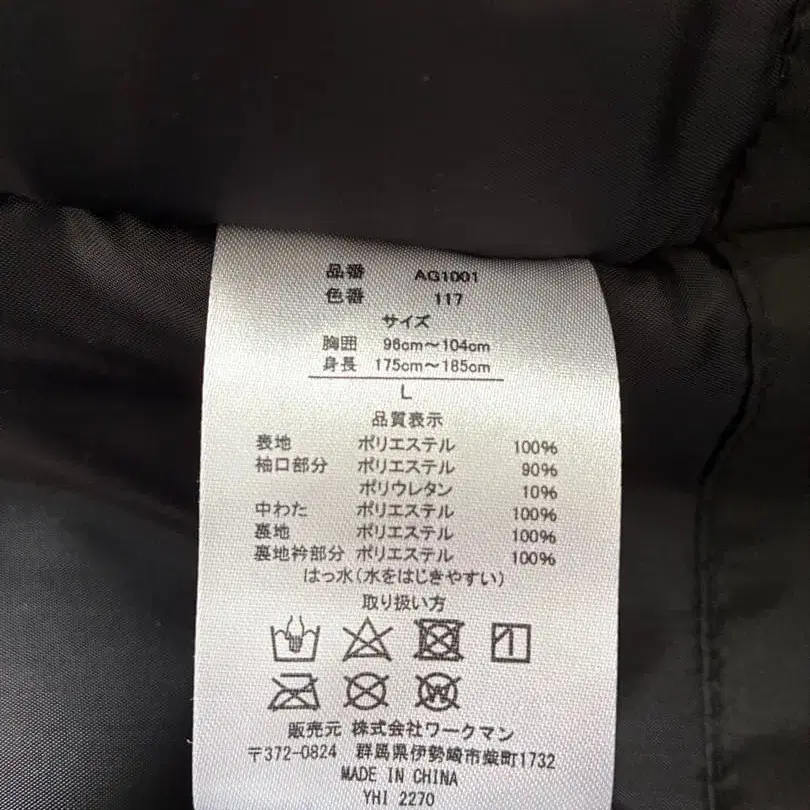 品番 AG1001
色番 117
サイズ
胸囲 96cm～104cm
身長 175cm～185cm
L
品質表示
表地 ポリエステル 100%
袖口部分 ポリエステル 90%
ポリウレタン 10%
中わた ポリエステル 100%
裏地 ポリエステル 100%
裏地衿部分 ポリエステル 100%
はっ水(水をはじきやすい)
取り扱い方
販売元 株式会社ワークマン
〒372-0824 群馬県伊勢崎市柴町1732
MADE IN CHINA
YHI 2270